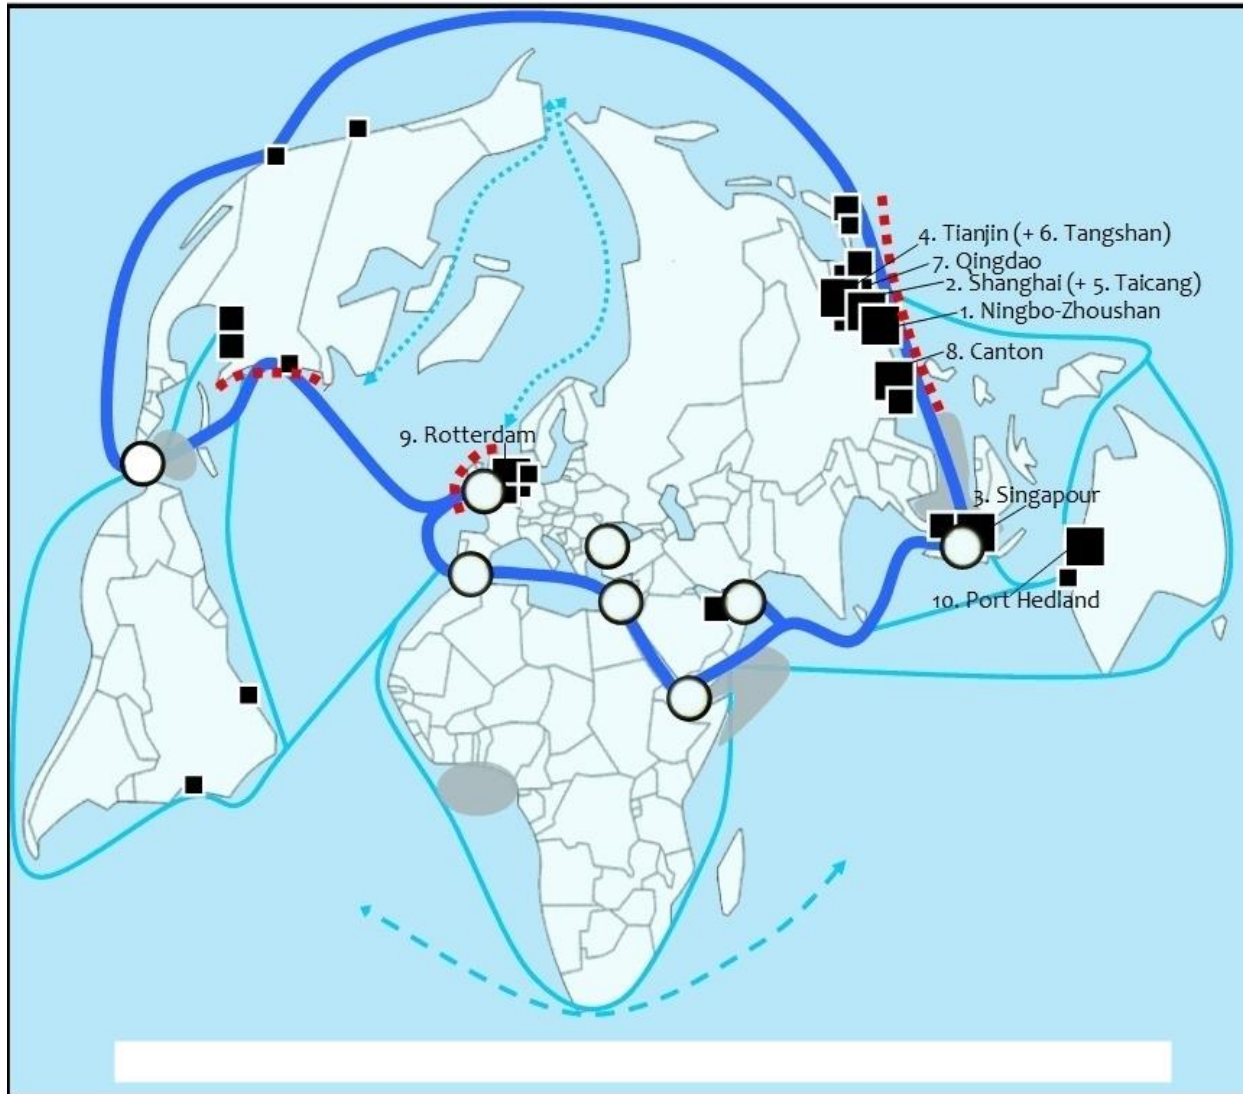 4. Tianjin (+ 6. Tangshan)
7. Qingdao
2. Shanghai (+ 5. Taicang)
1. Ningbo-Zhoushan
8. Canton
9. Rotterdam
3. Singapour
10. Port Hedland